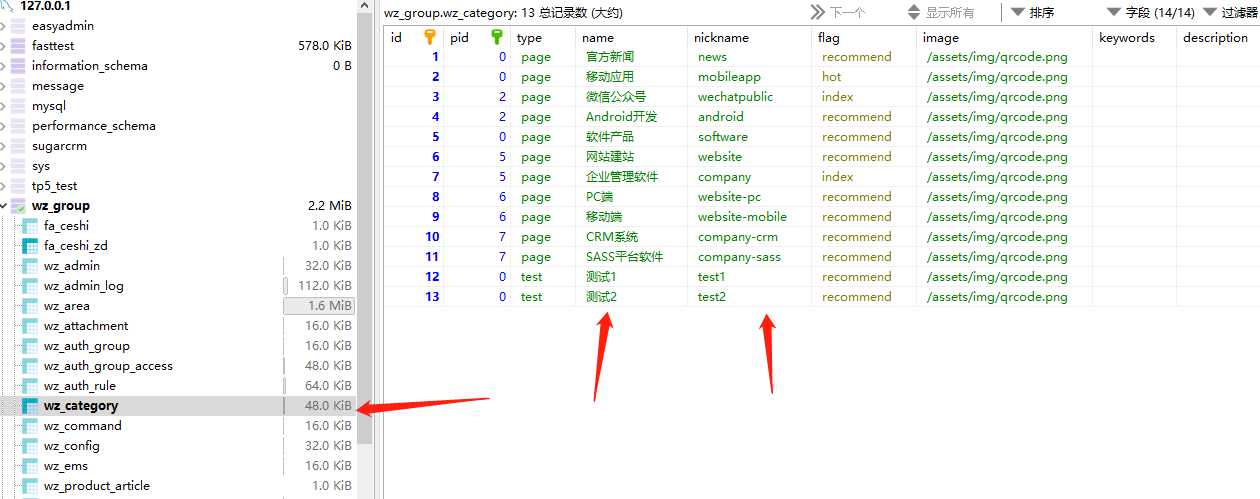 127.0.0.1
easyadmin
fasttest 578.0 KiB
information_schema 0 B
message
mysql
performance_schema
sugarcrm
sys
tp5_test
wz_group 2.2 MiB
fa_ceshi 1.0 KiB
fa_ceshi_zd 1.0 KiB
wz_admin 32.0 KiB
wz_admin_log 112.0 KiB
wz_area 1.6 MiB
wz_attachment 16.0 KiB
wz_auth_group 16.0 KiB
wz_auth_group_access 48.0 KiB
wz_auth_rule 64.0 KiB
wz_category 48.0 KiB
wz_command 16.0 KiB
wz_config 32.0 KiB
wz_ems 16.0 KiB
wz_product_article 1.0 KiB
wz_group.wz_category: 13 总记录数 (大约) 下一个 显示所有 排序 字段 (14/14) 过滤器
id pid type name nickname flag image keywords description
1 0 page 官方新闻 news recommend /assets/img/qrcode.png
2 0 page 移动应用 mobileapp hot /assets/img/qrcode.png
3 2 page 微信公众号 wechatpublic index /assets/img/qrcode.png
4 2 page Android开发 android recommend /assets/img/qrcode.png
5 0 page 软件产品 software recommend /assets/img/qrcode.png
6 5 page 网站建站 website recommend /assets/img/qrcode.png
7 5 page 企业管理软件 company index /assets/img/qrcode.png
8 6 page PC端 website-pc recommend /assets/img/qrcode.png
9 6 page 移动端 website-mobile recommend /assets/img/qrcode.png
10 7 page CRM系统 company-crm recommend /assets/img/qrcode.png
11 7 page SASS平台软件 company-sass recommend /assets/img/qrcode.png
12 0 test 测试1 test1 recommend /assets/img/qrcode.png
13 0 test 测试2 test2 recommend /assets/img/qrcode.png